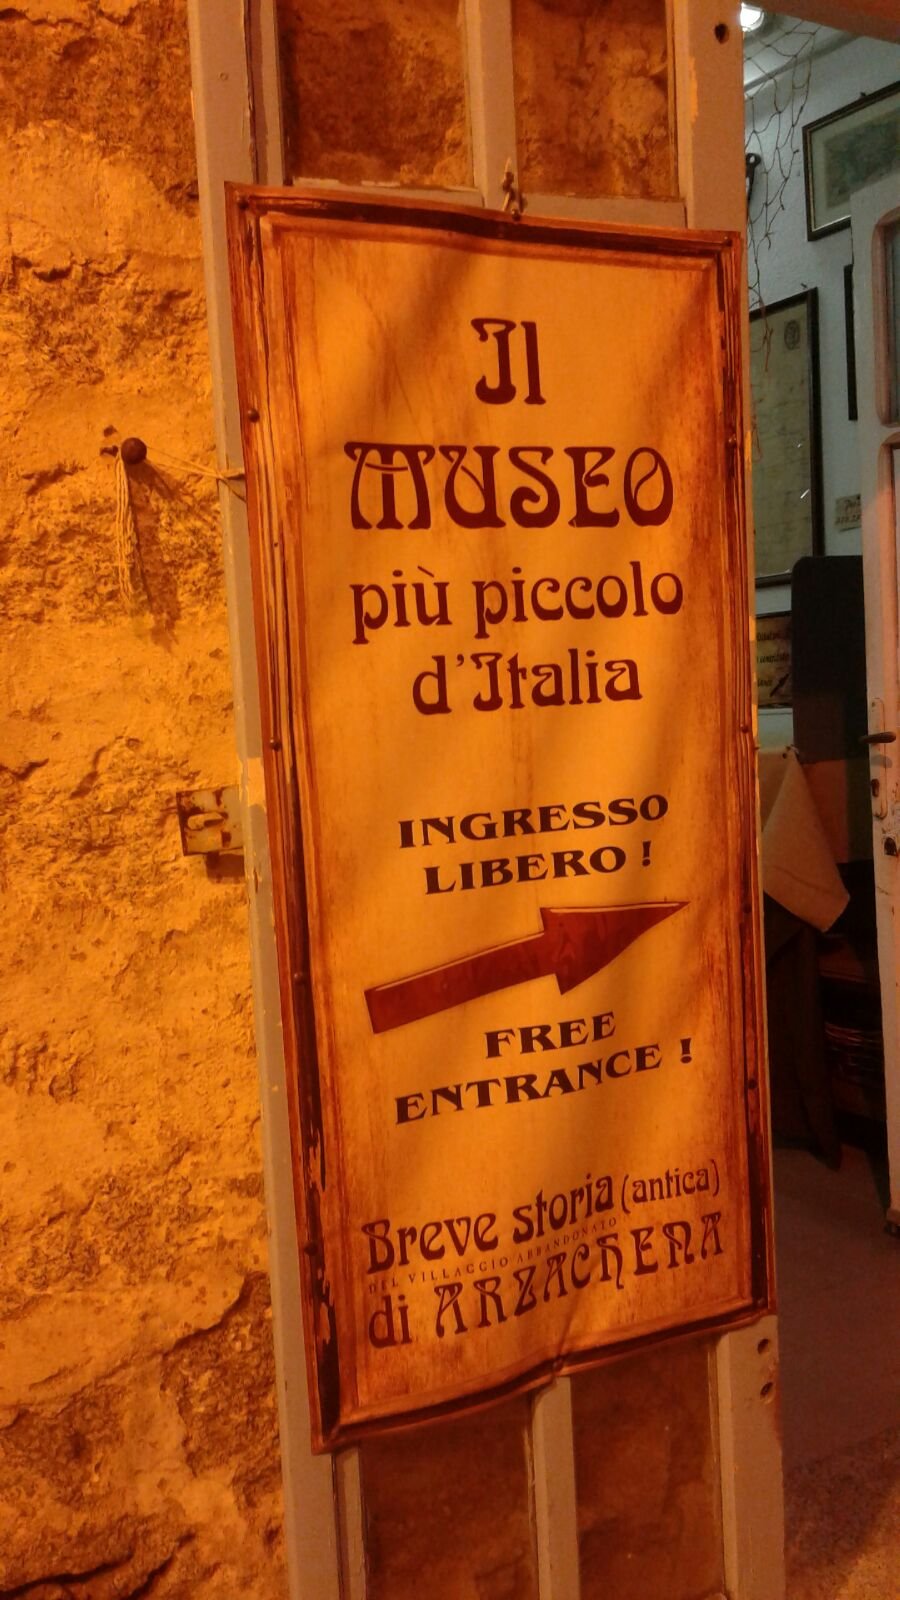 Il
MUSEO
più piccolo
d'Italia
INGRESSO
LIBERO !
FREE
ENTRANCE !
Breve storia (antica)
DEL VILLAGGIO ABBANDONATO
di ARZACHENA